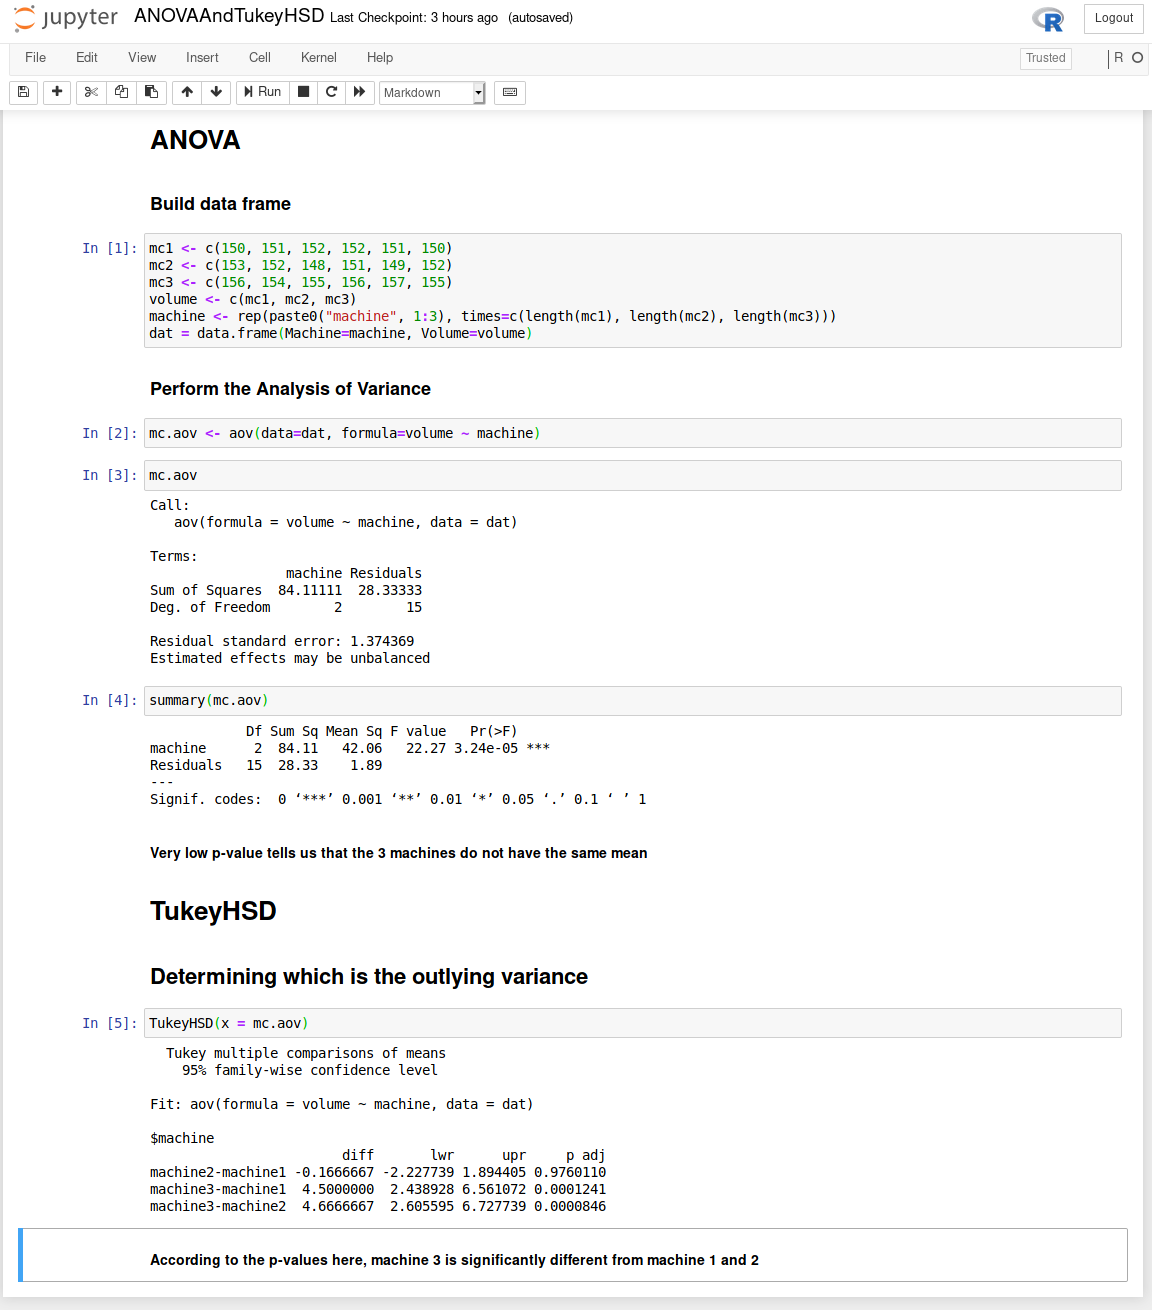 jupyter ANOVAAndTukeyHSD Last Checkpoint: 3 hours ago (autosaved) R Logout
File Edit View Insert Cell Kernel Help Trusted R
Run Markdown
ANOVA
Build data frame
In [1]: mc1 <- c(150, 151, 152, 152, 151, 150)
mc2 <- c(153, 152, 148, 151, 149, 152)
mc3 <- c(156, 154, 155, 156, 157, 155)
volume <- c(mc1, mc2, mc3)
machine <- rep(paste0("machine", 1:3), times=c(length(mc1), length(mc2), length(mc3)))
dat = data.frame(Machine=machine, Volume=volume)
Perform the Analysis of Variance
In [2]: mc.aov <- aov(data=dat, formula=volume ~ machine)
In [3]: mc.aov
Call:
   aov(formula = volume ~ machine, data = dat)
Terms:
                 machine Residuals
Sum of Squares  84.11111  28.33333
Deg. of Freedom        2        15
Residual standard error: 1.374369
Estimated effects may be unbalanced
In [4]: summary(mc.aov)
            Df Sum Sq Mean Sq F value   Pr(>F)
machine      2  84.11   42.06   22.27 3.24e-05 ***
Residuals   15  28.33    1.89
---
Signif. codes:  0 ‘***’ 0.001 ‘**’ 0.01 ‘*’ 0.05 ‘.’ 0.1 ‘ ’ 1
Very low p-value tells us that the 3 machines do not have the same mean
TukeyHSD
Determining which is the outlying variance
In [5]: TukeyHSD(x = mc.aov)
  Tukey multiple comparisons of means
    95% family-wise confidence level
Fit: aov(formula = volume ~ machine, data = dat)
$machine
                        diff       lwr      upr     p adj
machine2-machine1 -0.1666667 -2.227739 1.894405 0.9760110
machine3-machine1  4.5000000  2.438928 6.561072 0.0001241
machine3-machine2  4.6666667  2.605595 6.727739 0.0000846
According to the p-values here, machine 3 is significantly different from machine 1 and 2